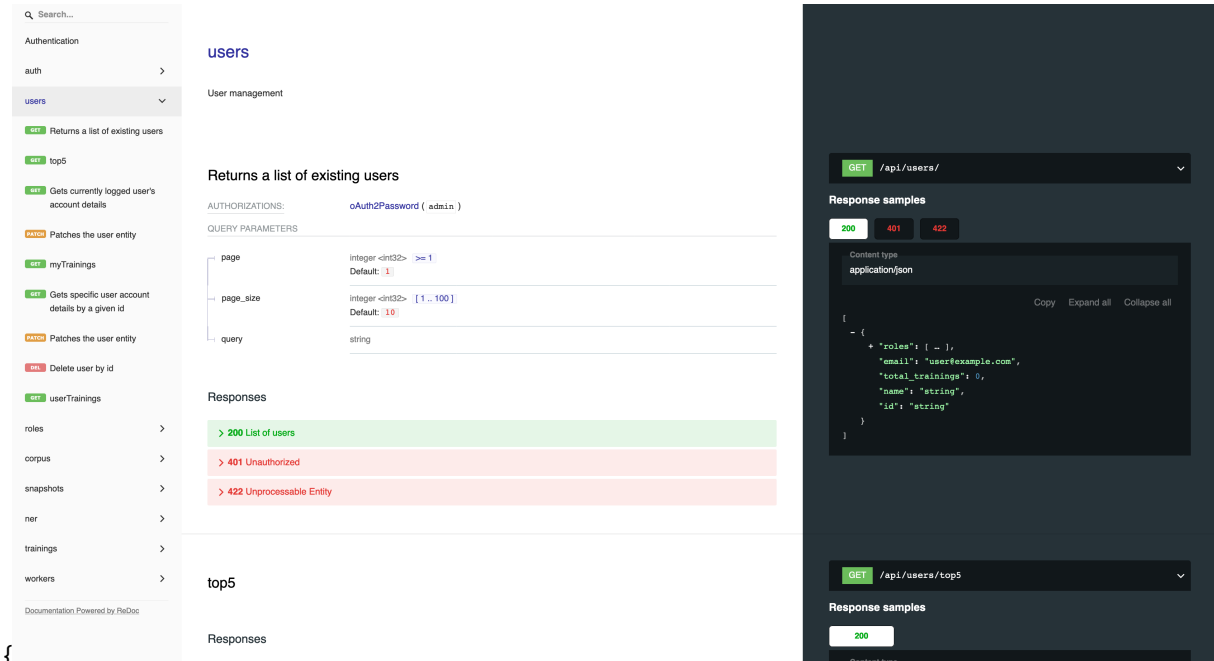 Search...
Authentication
auth
users
GET Returns a list of existing users
GET top5
GET Gets currently logged user's
account details
PATCH Patches the user entity
GET myTrainings
GET Gets specific user account
details by a given id
PATCH Patches the user entity
DEL Delete user by id
GET userTrainings
roles
corpus
snapshots
ner
trainings
workers
Documentation Powered by ReDoc
{
users
User management
Returns a list of existing users
AUTHORIZATIONS: oAuth2Password ( admin )
QUERY PARAMETERS
page integer <int32> >= 1
Default: 1
page_size integer <int32> [ 1 .. 100 ]
Default: 10
query string
Responses
> 200 List of users
> 401 Unauthorized
> 422 Unprocessable Entity
top5
Responses
GET /api/users/
Response samples
200 401 422
Content type
application/json
Copy Expand all Collapse all
[
- {
+ "roles": [ … ],
"email": "user@example.com",
"total_trainings": 0,
"name": "string",
"id": "string"
}
]
GET /api/users/top5
Response samples
200
Content type